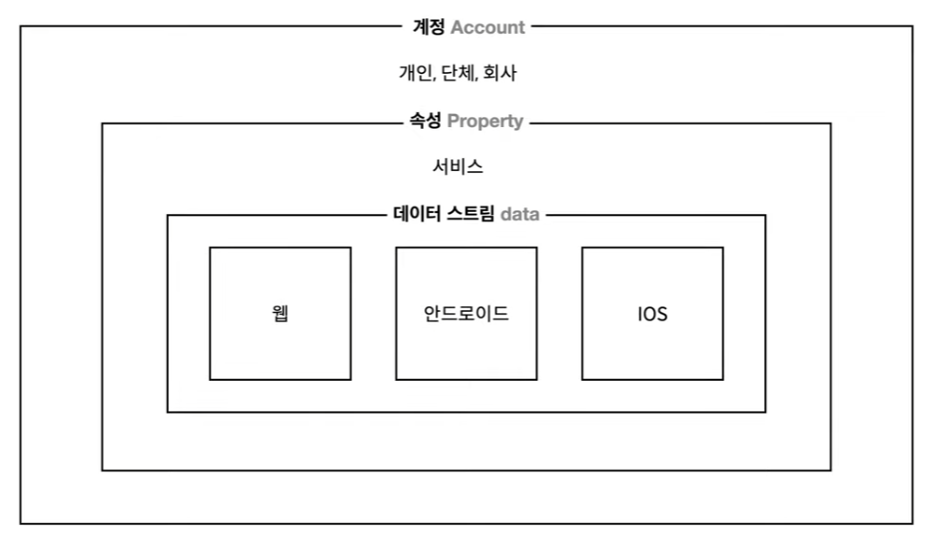 계정 Account
개인, 단체, 회사
속성 Property
서비스
데이터 스트림 data
웹
안드로이드
IOS